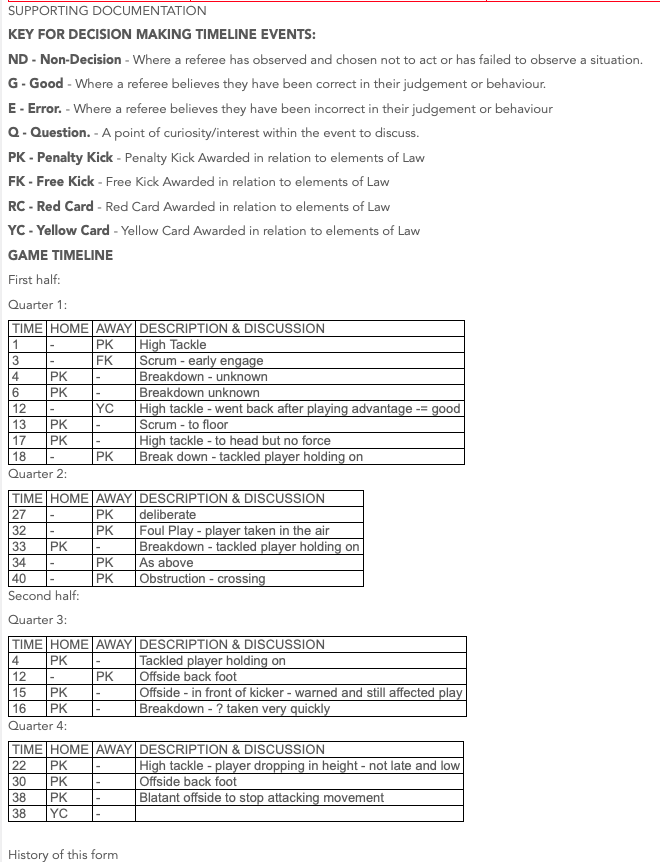 SUPPORTING DOCUMENTATION
KEY FOR DECISION MAKING TIMELINE EVENTS:
ND - Non-Decision - Where a referee has observed and chosen not to act or has failed to observe a situation.
G - Good - Where a referee believes they have been correct in their judgement or behaviour.
E - Error. - Where a referee believes they have been incorrect in their judgement or behaviour
Q - Question. - A point of curiosity/interest within the event to discuss.
PK - Penalty Kick - Penalty Kick Awarded in relation to elements of Law
FK - Free Kick - Free Kick Awarded in relation to elements of Law
RC - Red Card - Red Card Awarded in relation to elements of Law
YC - Yellow Card - Yellow Card Awarded in relation to elements of Law
GAME TIMELINE
First half:
Quarter 1:
TIME HOME AWAY DESCRIPTION & DISCUSSION
1 - PK High Tackle
3 - FK Scrum - early engage
4 PK - Breakdown - unknown
6 PK - Breakdown unknown
12 - YC High tackle - went back after playing advantage -= good
13 PK - Scrum - to floor
17 PK - High tackle - to head but no force
18 - PK Break down - tackled player holding on
Quarter 2:
TIME HOME AWAY DESCRIPTION & DISCUSSION
27 - PK deliberate
32 - PK Foul Play - player taken in the air
33 PK - Breakdown - tackled player holding on
34 - PK As above
40 - PK Obstruction - crossing
Second half:
Quarter 3:
TIME HOME AWAY DESCRIPTION & DISCUSSION
4 PK - Tackled player holding on
12 - PK Offside back foot
15 PK - Offside - in front of kicker - warned and still affected play
16 PK - Breakdown - ? taken very quickly
Quarter 4:
TIME HOME AWAY DESCRIPTION & DISCUSSION
22 PK - High tackle - player dropping in height - not late and low
30 PK - Offside back foot
38 PK - Blatant offside to stop attacking movement
38 YC -
History of this form